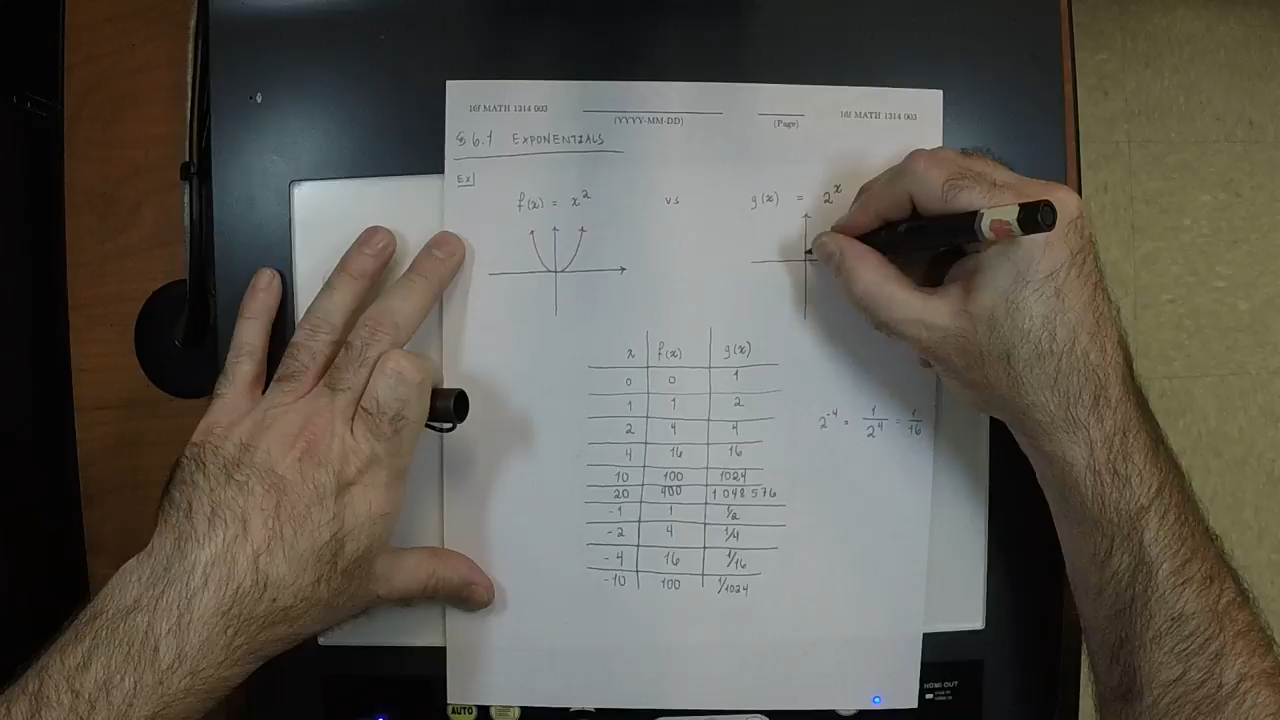 16f MATH 1314 003 16f MATH 1314 003
(YYYY-MM-DD) (Page)
§6.1 EXPONENTIALS
Ex
f(x) = x² vs g(x) = 2ˣ
x f(x) g(x)
0 0 1
1 1 2
2 4 4
4 16 16
10 100 1024
20 400 1 048 576
-1 1 1/2
-2 4 1/4
-4 16 1/16
-10 100 1/1024
2⁻⁴ = 1/2⁴ = 1/16
HDMI OUT
AUTO